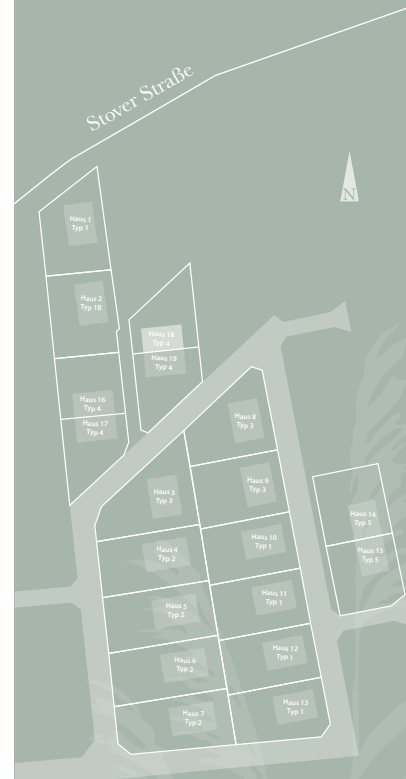 Stover Straße
N
Haus 1
Typ 1
Haus 2
Typ 1B
Haus 18
Typ 4
Haus 19
Typ 4
Haus 16
Typ 4
Haus 17
Typ 4
Haus 8
Typ 3
Haus 9
Typ 3
Haus 3
Typ 3
Haus 14
Typ 5
Haus 10
Typ 1
Haus 4
Typ 2
Haus 15
Typ 5
Haus 11
Typ 1
Haus 5
Typ 2
Haus 12
Typ 1
Haus 6
Typ 2
Haus 13
Typ 1
Haus 7
Typ 2